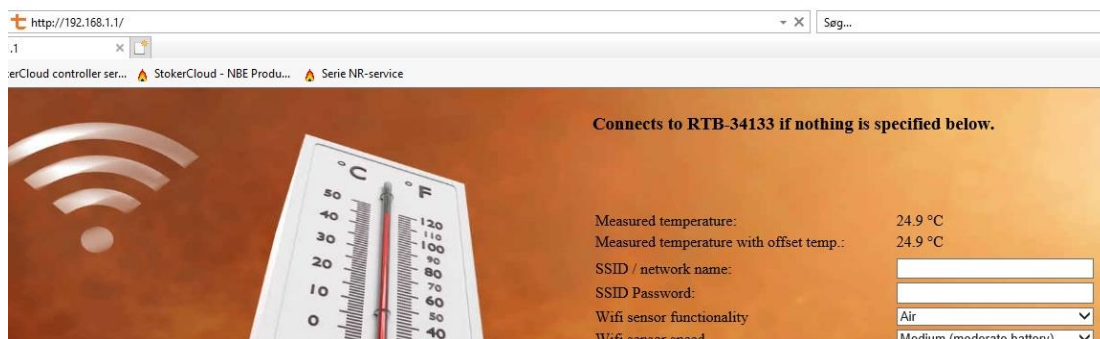 http://192.168.1.1/
Søg...
.1
erCloud controller ser... StokerCloud - NBE Produ... Serie NR-service
Connects to RTB-34133 if nothing is specified below.
°C °F
50
40
30
20
10
0
120
110
100
90
80
70
60
50
40
Measured temperature: 24.9 °C
Measured temperature with offset temp.: 24.9 °C
SSID / network name:
SSID Password:
Wifi sensor functionality Air
Wifi sensor speed Medium (moderate battery)